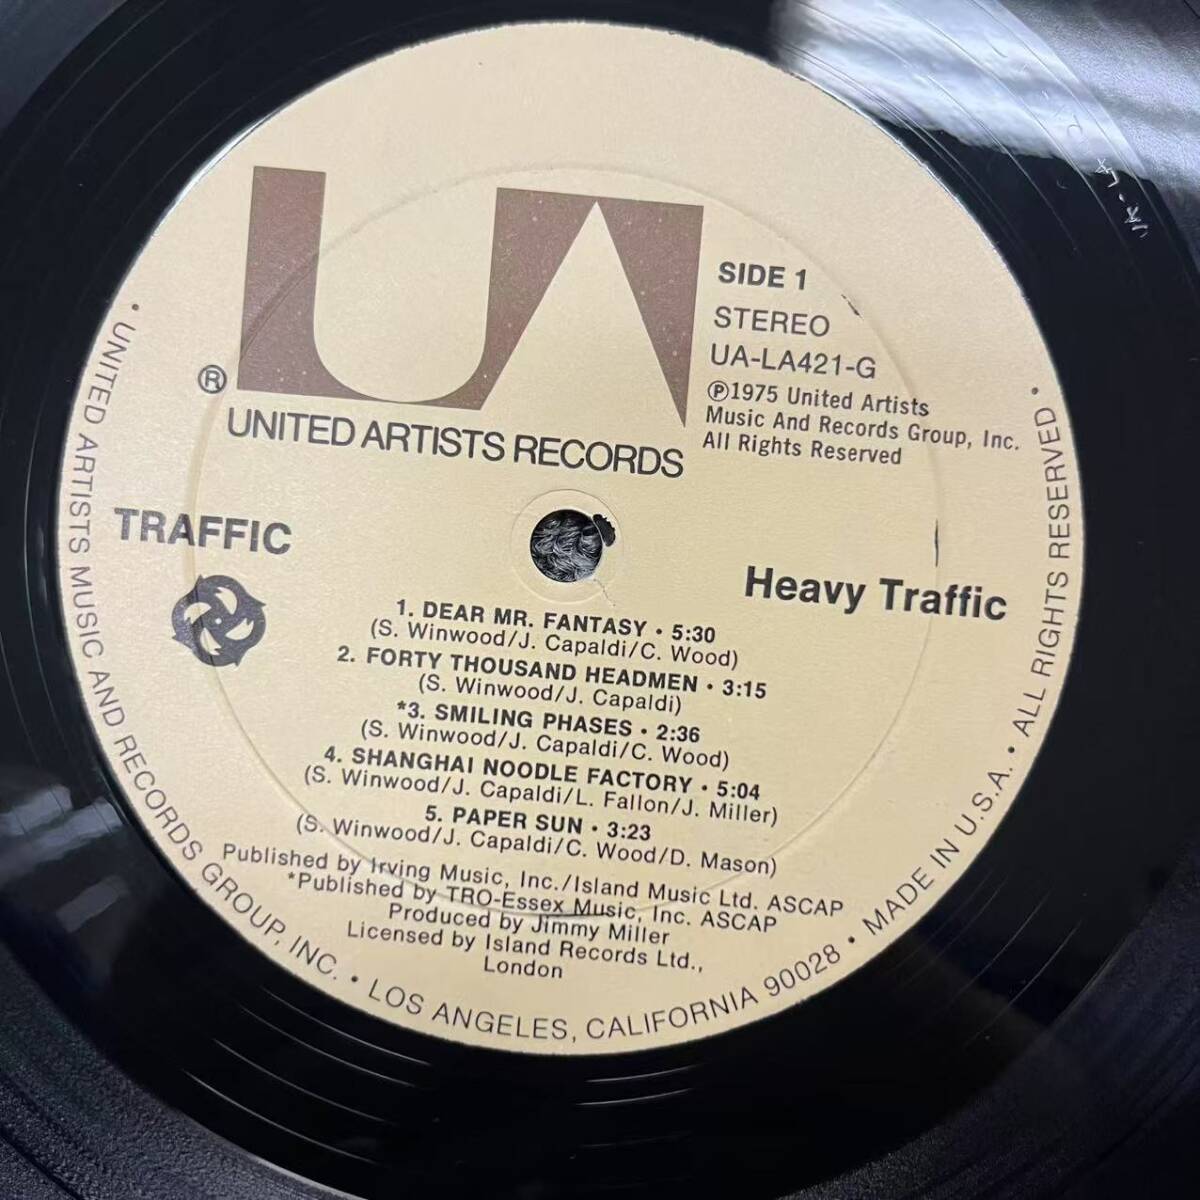 UA
SIDE 1
STEREO
UA-LA421-G
Ⓟ1975 United Artists
Music And Records Group, Inc.
All Rights Reserved
®
UNITED ARTISTS RECORDS
TRAFFIC
Heavy Traffic
1. DEAR MR. FANTASY • 5:30
(S. Winwood/J. Capaldi/C. Wood)
2. FORTY THOUSAND HEADMEN • 3:15
(S. Winwood/J. Capaldi)
*3. SMILING PHASES • 2:36
(S. Winwood/J. Capaldi/C. Wood)
4. SHANGHAI NOODLE FACTORY • 5:04
(S. Winwood/J. Capaldi/L. Fallon/J. Miller)
5. PAPER SUN • 3:23
(S. Winwood/J. Capaldi/C. Wood/D. Mason)
Published by Irving Music, Inc./Island Music Ltd. ASCAP
*Published by TRO-Essex Music, Inc. ASCAP
Produced by Jimmy Miller
Licensed by Island Records Ltd.,
London
• UNITED ARTISTS MUSIC AND RECORDS GROUP, INC. • LOS ANGELES, CALIFORNIA 90028 • MADE IN U.S.A. • ALL RIGHTS RESERVED •